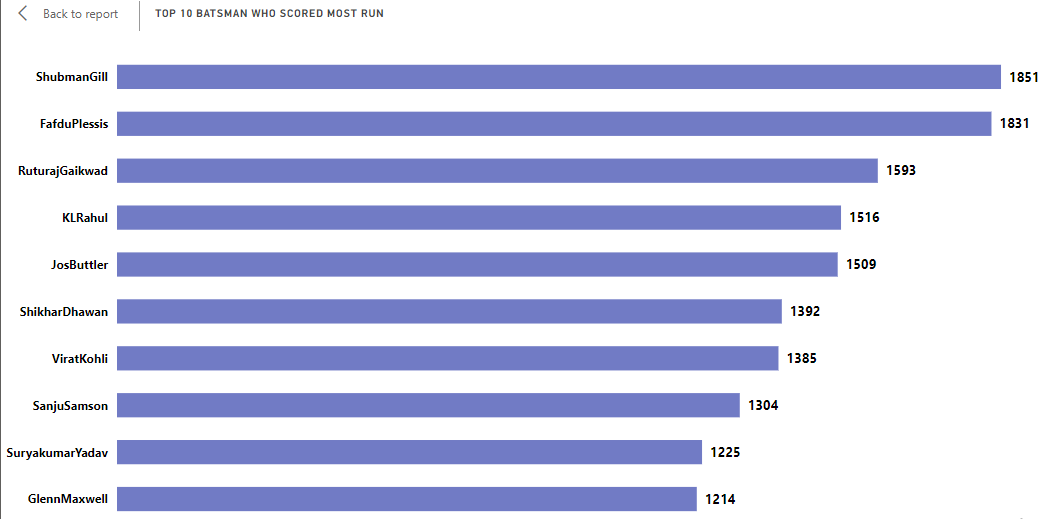 Back to report
TOP 10 BATSMAN WHO SCORED MOST RUN
ShubmanGill 1851
FafduPlessis 1831
RuturajGaikwad 1593
KLRahul 1516
JosButtler 1509
ShikharDhawan 1392
ViratKohli 1385
SanjuSamson 1304
SuryakumarYadav 1225
GlennMaxwell 1214